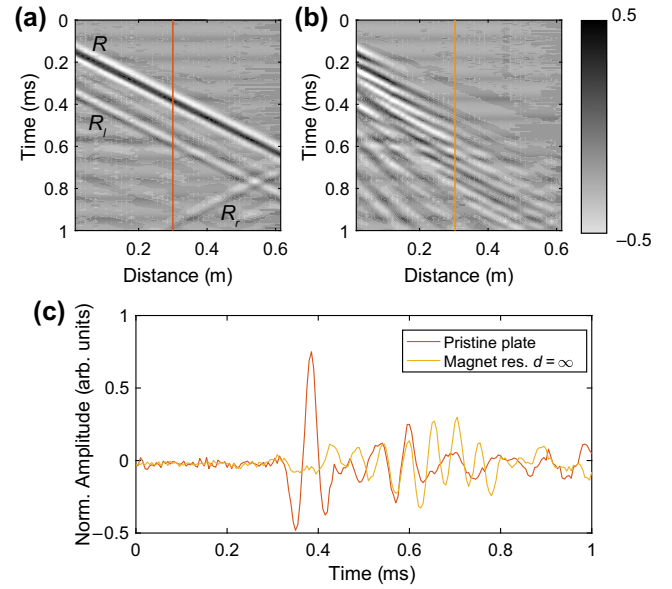 (a)
(b)
0
0.2
0.4
0.6
0.8
1
Time (ms)
R
R_l
R_r
0.2
0.4
0.6
Distance (m)
0
0.2
0.4
0.6
0.8
1
Time (ms)
0.2
0.4
0.6
Distance (m)
0.5
−0.5
(c)
1
0.5
0
−0.5
Norm. Amplitude (arb. units)
Pristine plate
Magnet res. d = ∞
0
0.2
0.4
0.6
0.8
1
Time (ms)